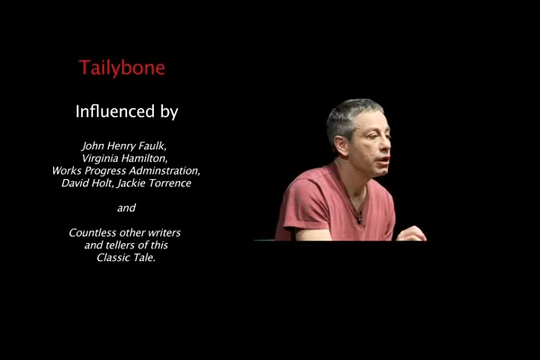 Tailybone
Influenced by
John Henry Faulk,
Virginia Hamilton,
Works Progress Adminstration,
David Holt, Jackie Torrence
and
Countless other writers
and tellers of this
Classic Tale.